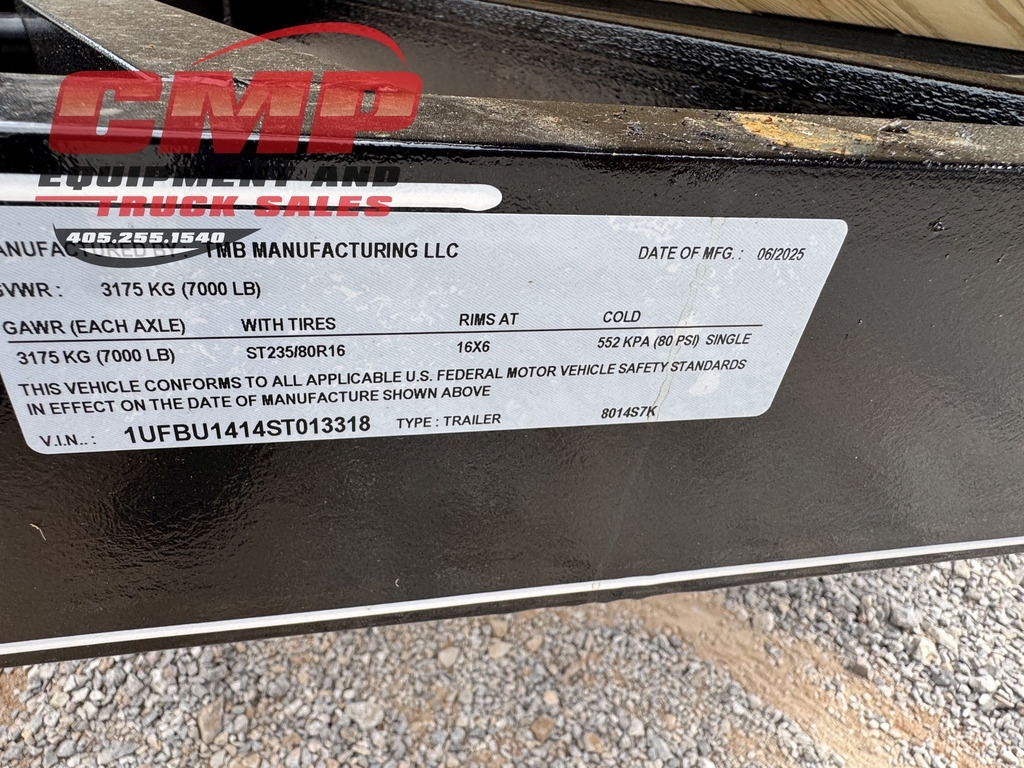 CMP
EQUIPMENT AND
TRUCK SALES
405.255.1540
MANUFACTURED BY : TMB MANUFACTURING LLC DATE OF MFG. : 06/2025
GVWR : 3175 KG (7000 LB)
GAWR (EACH AXLE) WITH TIRES RIMS AT COLD
3175 KG (7000 LB) ST235/80R16 16X6 552 KPA (80 PSI) SINGLE
THIS VEHICLE CONFORMS TO ALL APPLICABLE U.S. FEDERAL MOTOR VEHICLE SAFETY STANDARDS
IN EFFECT ON THE DATE OF MANUFACTURE SHOWN ABOVE
V.I.N..: 1UFBU1414ST013318 TYPE : TRAILER 8014S7K